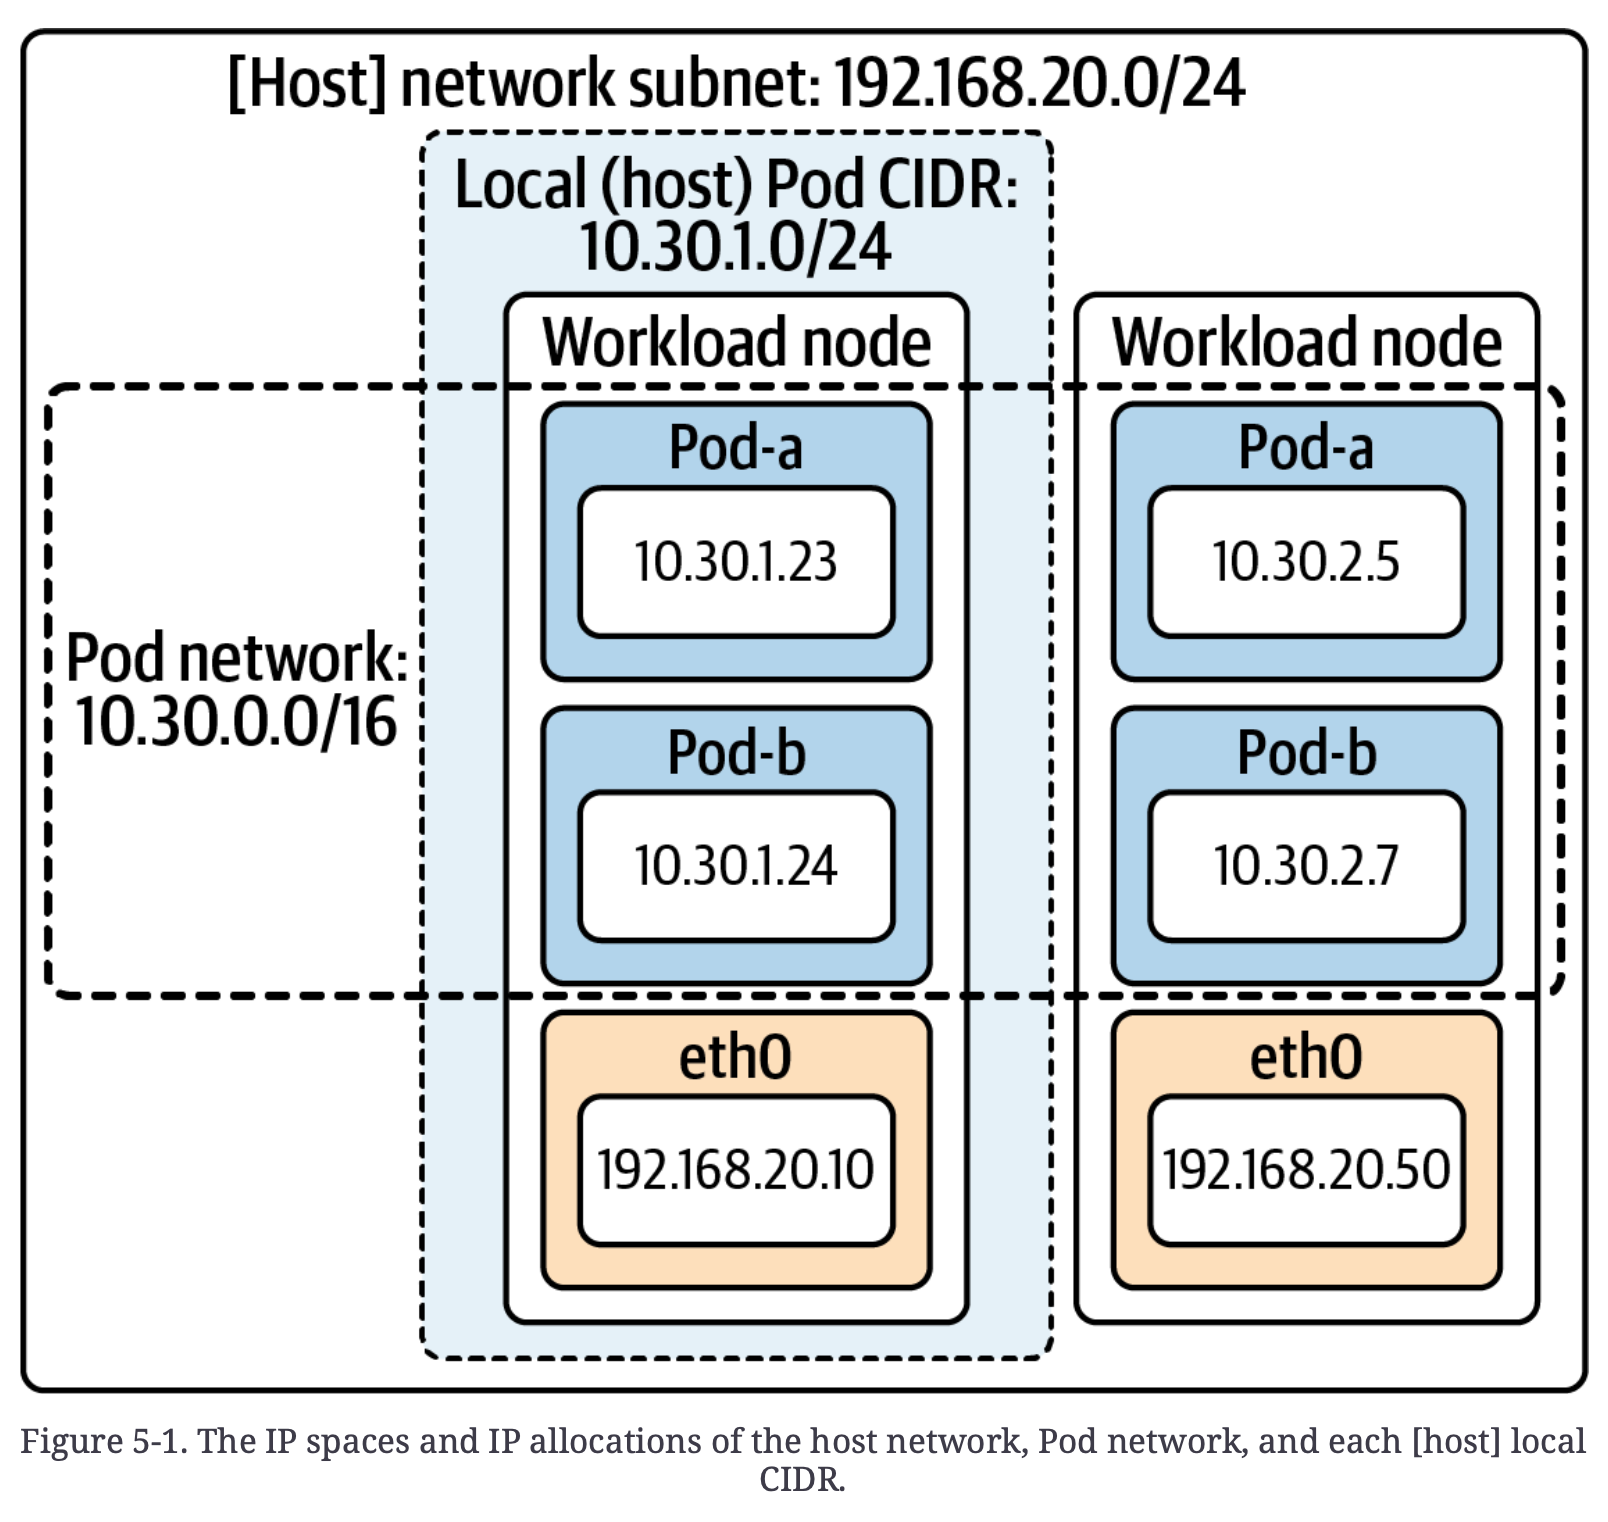 [Host] network subnet: 192.168.20.0/24
Local (host) Pod CIDR:
10.30.1.0/24
Workload node
Pod-a
10.30.1.23
Pod-b
10.30.1.24
eth0
192.168.20.10
Workload node
Pod-a
10.30.2.5
Pod-b
10.30.2.7
eth0
192.168.20.50
Pod network:
10.30.0.0/16
Figure 5-1. The IP spaces and IP allocations of the host network, Pod network, and each [host] local
CIDR.